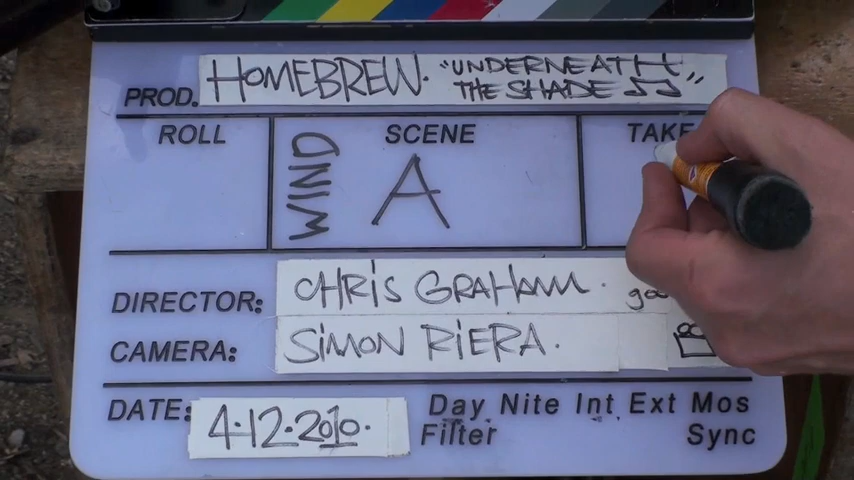 PROD. HOMEBREW. "UNDERNEATH
THE SHADE ♫"
ROLL SCENE TAKE
WIND A
DIRECTOR: CHRIS GRAHAM.
CAMERA: SIMON RIERA.
DATE: 4.12.2010. Day Nite Int Ext Mos
Filter Sync